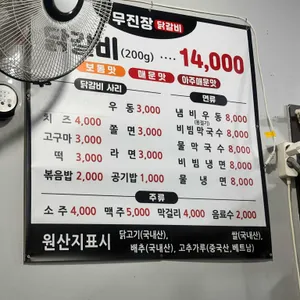 무진장 닭갈비
닭갈비 (200g) ···· 14,000
보통맛 매운맛 아주매운맛
닭갈비 사리
우동 3,000
치즈 4,000
쫄면 3,000
고구마 3,000
라면 3,000
떡 3,000
볶음밥 2,000 공기밥 1,000
면류
냄비우동 8,000
비빔막국수 8,000
물막국수 8,000
비빔냉면 8,000
물냉면 8,000
주류
소주 4,000 맥주 5,000 막걸리 4,000 음료수 2,000
원산지표시
닭고기(국내산), 쌀(국내산),
배추(국내산), 고추가루(중국산,베트남)